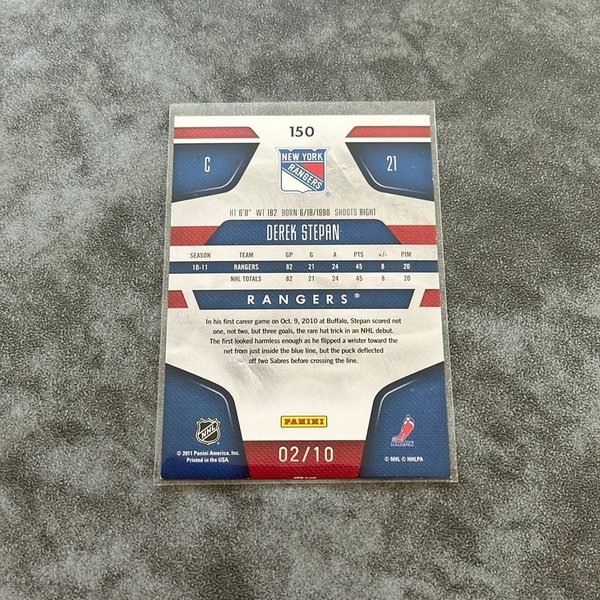 150
C
NEW YORK
RANGERS
®
21
HT 6'0" WT 182 BORN 6/18/1990 SHOOTS RIGHT
DEREK STEPAN
SEASON TEAM GP G A PTS +/- PIM
10-11 RANGERS 82 21 24 45 8 20
NHL TOTALS 82 21 24 45 8 20
RANGERS®
In his first career game on Oct. 9, 2010 at Buffalo, Stepan scored not
one, not two, but three goals, the rare hat trick in an NHL debut.
The first looked harmless enough as he flipped a wrister toward the
net from just inside the blue line, but the puck deflected
off two Sabres before crossing the line.
NHL
PANINI
NHLPA
© 2011 Panini America, Inc.
Printed in the USA.
02/10
© NHL © NHLPA